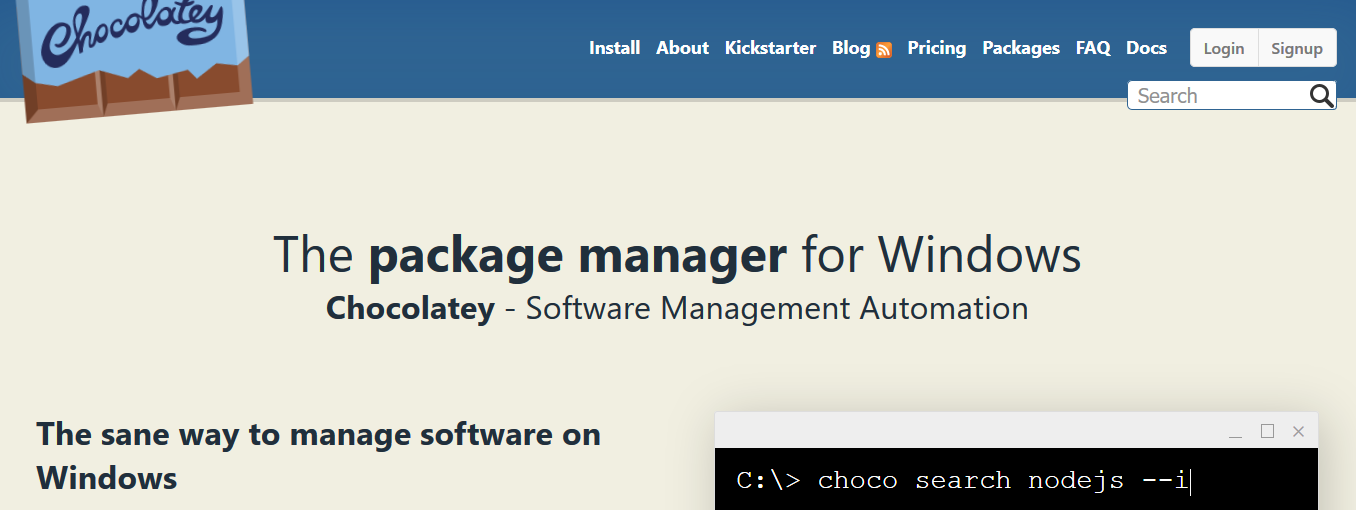 Chocolatey
Install About Kickstarter Blog Pricing Packages FAQ Docs Login Signup
Search
The package manager for Windows
Chocolatey - Software Management Automation
The sane way to manage software on
Windows
C:\> choco search nodejs --i